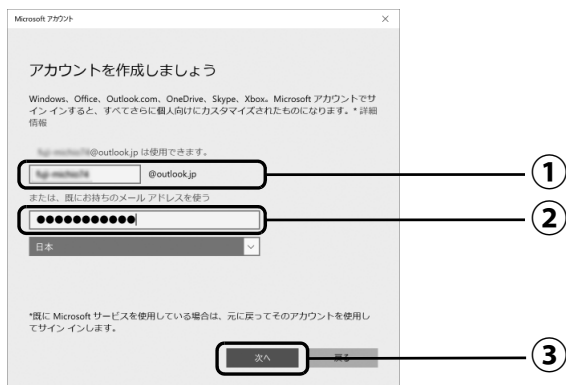 Microsoft アカウント
アカウントを作成しましょう
Windows、Office、Outlook.com、OneDrive、Skype、Xbox。Microsoft アカウントでサ
イン インすると、すべてさらに個人向けにカスタマイズされたものになります。* 詳細
情報
@outlook.jp は使用できます。
@outlook.jp
①
または、既にお持ちのメール アドレスを使う
●●●●●●●●●●●
②
日本
*既に Microsoft サービスを使用している場合は、元に戻ってそのアカウントを使用し
てサイン インします。
次へ
戻る
③